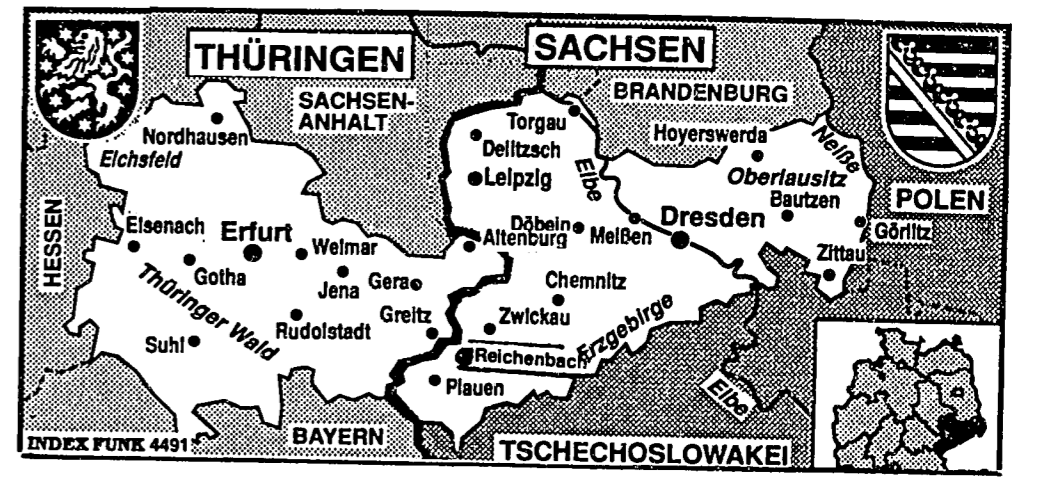 THÜRINGEN
SACHSEN
SACHSEN-
ANHALT
BRANDENBURG
Nordhausen
Eichsfeld
Torgau
Delitzsch
Leipzig
Elbe
Hoyerswerda
Neiße
Oberlausitz
Bautzen
POLEN
HESSEN
Eisenach
Erfurt
Weimar
Gotha
Jena
Gera
Altenburg
Döbeln
Meißen
Dresden
Görlitz
Zittau
Thüringer Wald
Chemnitz
Greitz
Zwickau
Erzgebirge
Rudolstadt
Suhl
Reichenbach
Plauen
Elbe
BAYERN
TSCHECHOSLOWAKEI
INDEX FUNK 4491